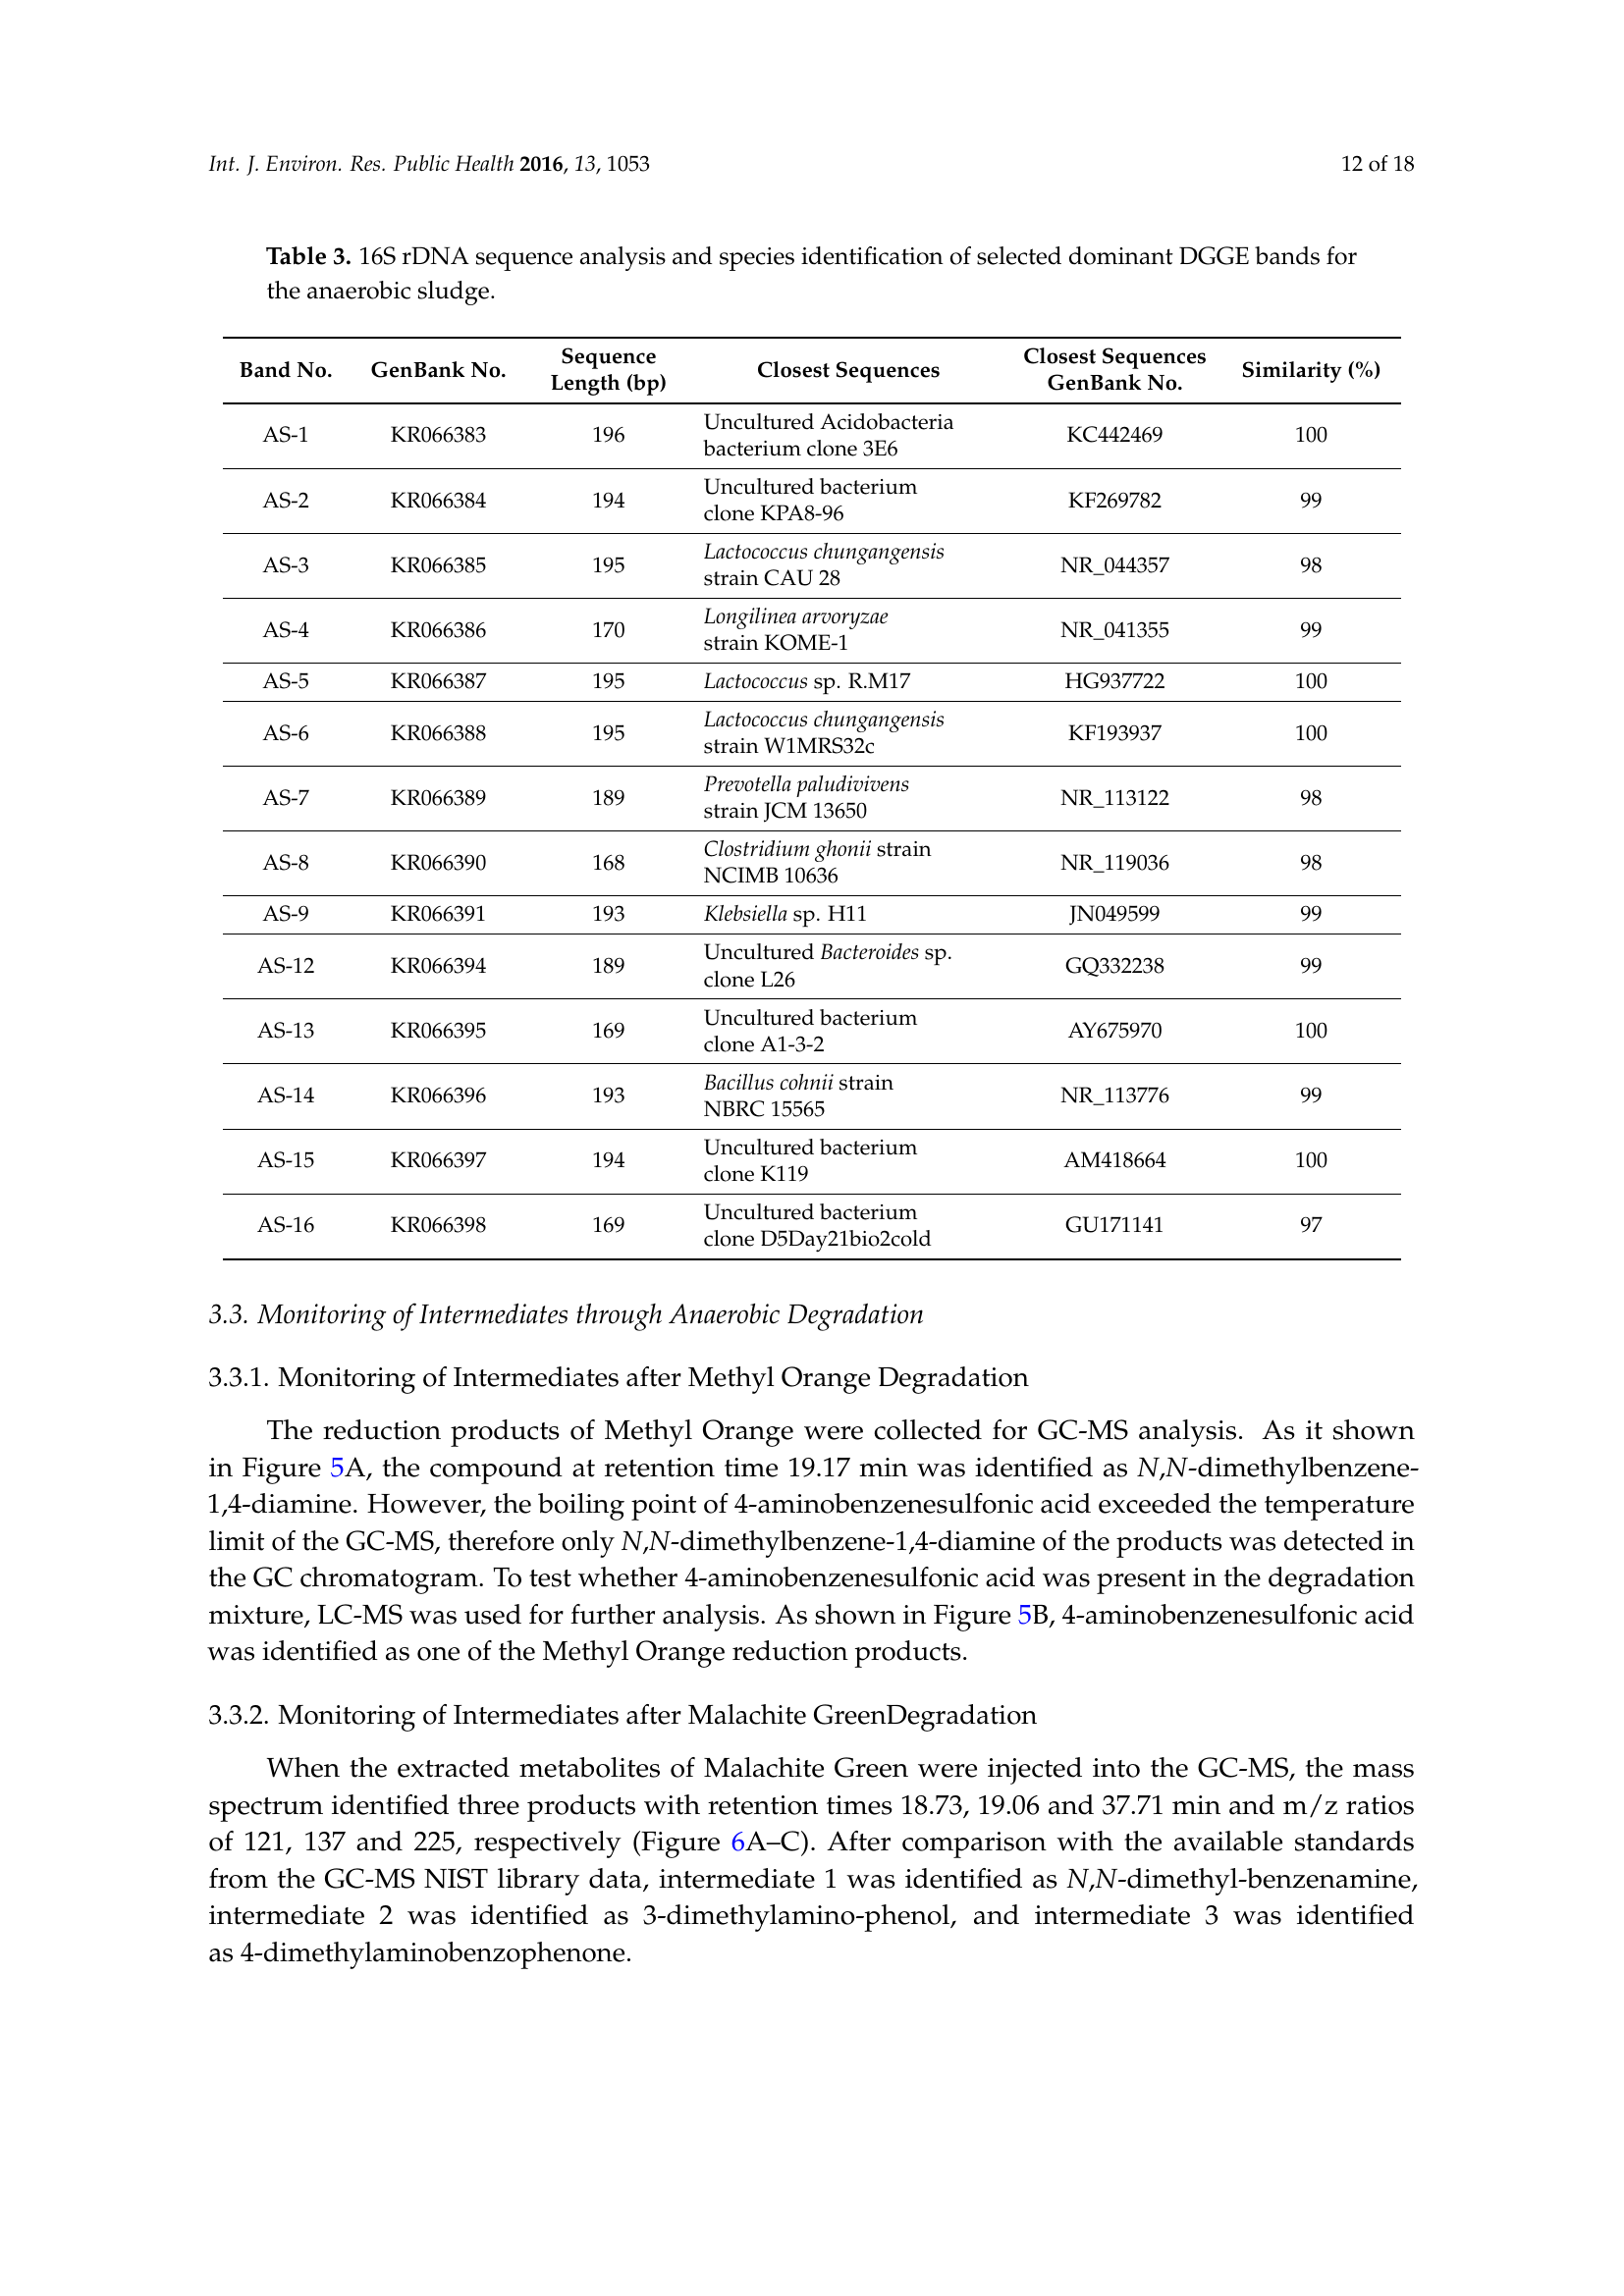 Int. J. Environ. Res. Public Health 2016, 13, 1053 12 of 18
Table 3. 16S rDNA sequence analysis and species identification of selected dominant DGGE bands for
the anaerobic sludge.
Band No. GenBank No. Sequence Length (bp) Closest Sequences Closest Sequences GenBank No. Similarity (%)
AS-1 KR066383 196 Uncultured Acidobacteria bacterium clone 3E6 KC442469 100
AS-2 KR066384 194 Uncultured bacterium clone KPA8-96 KF269782 99
AS-3 KR066385 195 Lactococcus chungangensis strain CAU 28 NR_044357 98
AS-4 KR066386 170 Longilinea arvoryzae strain KOME-1 NR_041355 99
AS-5 KR066387 195 Lactococcus sp. R.M17 HG937722 100
AS-6 KR066388 195 Lactococcus chungangensis strain W1MRS32c KF193937 100
AS-7 KR066389 189 Prevotella paludivivens strain JCM 13650 NR_113122 98
AS-8 KR066390 168 Clostridium ghonii strain NCIMB 10636 NR_119036 98
AS-9 KR066391 193 Klebsiella sp. H11 JN049599 99
AS-12 KR066394 189 Uncultured Bacteroides sp. clone L26 GQ332238 99
AS-13 KR066395 169 Uncultured bacterium clone A1-3-2 AY675970 100
AS-14 KR066396 193 Bacillus cohnii strain NBRC 15565 NR_113776 99
AS-15 KR066397 194 Uncultured bacterium clone K119 AM418664 100
AS-16 KR066398 169 Uncultured bacterium clone D5Day21bio2cold GU171141 97
3.3. Monitoring of Intermediates through Anaerobic Degradation
3.3.1. Monitoring of Intermediates after Methyl Orange Degradation
The reduction products of Methyl Orange were collected for GC-MS analysis. As it shown
in Figure 5A, the compound at retention time 19.17 min was identified as N,N-dimethylbenzene-
1,4-diamine. However, the boiling point of 4-aminobenzenesulfonic acid exceeded the temperature
limit of the GC-MS, therefore only N,N-dimethylbenzene-1,4-diamine of the products was detected in
the GC chromatogram. To test whether 4-aminobenzenesulfonic acid was present in the degradation
mixture, LC-MS was used for further analysis. As shown in Figure 5B, 4-aminobenzenesulfonic acid
was identified as one of the Methyl Orange reduction products.
3.3.2. Monitoring of Intermediates after Malachite GreenDegradation
When the extracted metabolites of Malachite Green were injected into the GC-MS, the mass
spectrum identified three products with retention times 18.73, 19.06 and 37.71 min and m/z ratios
of 121, 137 and 225, respectively (Figure 6A–C). After comparison with the available standards
from the GC-MS NIST library data, intermediate 1 was identified as N,N-dimethyl-benzenamine,
intermediate 2 was identified as 3-dimethylamino-phenol, and intermediate 3 was identified
as 4-dimethylaminobenzophenone.